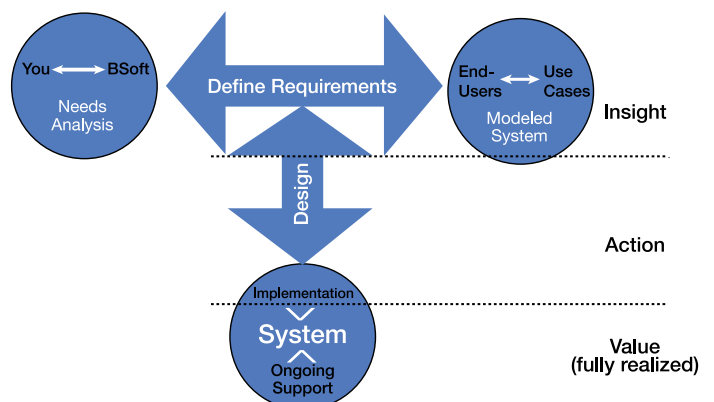 You BSoft
Needs
Analysis
Define Requirements
End-
Users
Use
Cases
Modeled
System
Insight
Design
Action
Implementation
System
Ongoing
Support
Value
(fully realized)